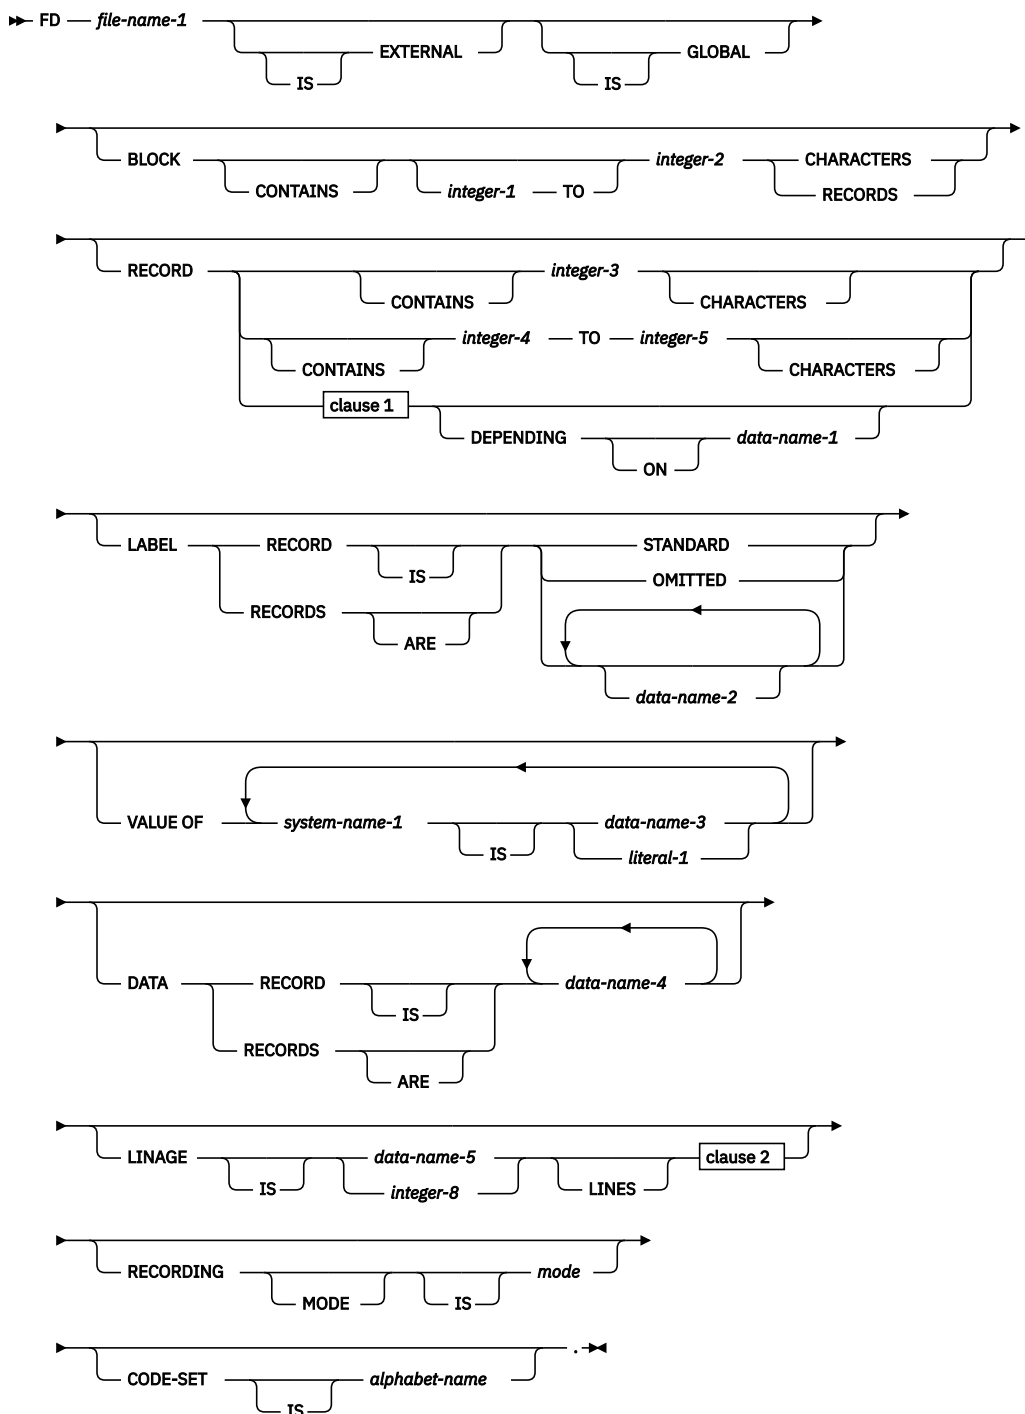 FD file-name-1
EXTERNAL GLOBAL
IS IS
BLOCK integer-2 CHARACTERS
CONTAINS integer-1 TO RECORDS
RECORD integer-3
CONTAINS CHARACTERS
integer-4 TO integer-5
CONTAINS CHARACTERS
clause 1
DEPENDING data-name-1
ON
LABEL RECORD STANDARD
IS OMITTED
RECORDS
ARE
data-name-2
VALUE OF system-name-1 data-name-3
IS literal-1
DATA RECORD data-name-4
IS
RECORDS
ARE
LINAGE data-name-5 clause 2
IS integer-8 LINES
RECORDING mode
MODE IS
.
CODE-SET alphabet-name
IS